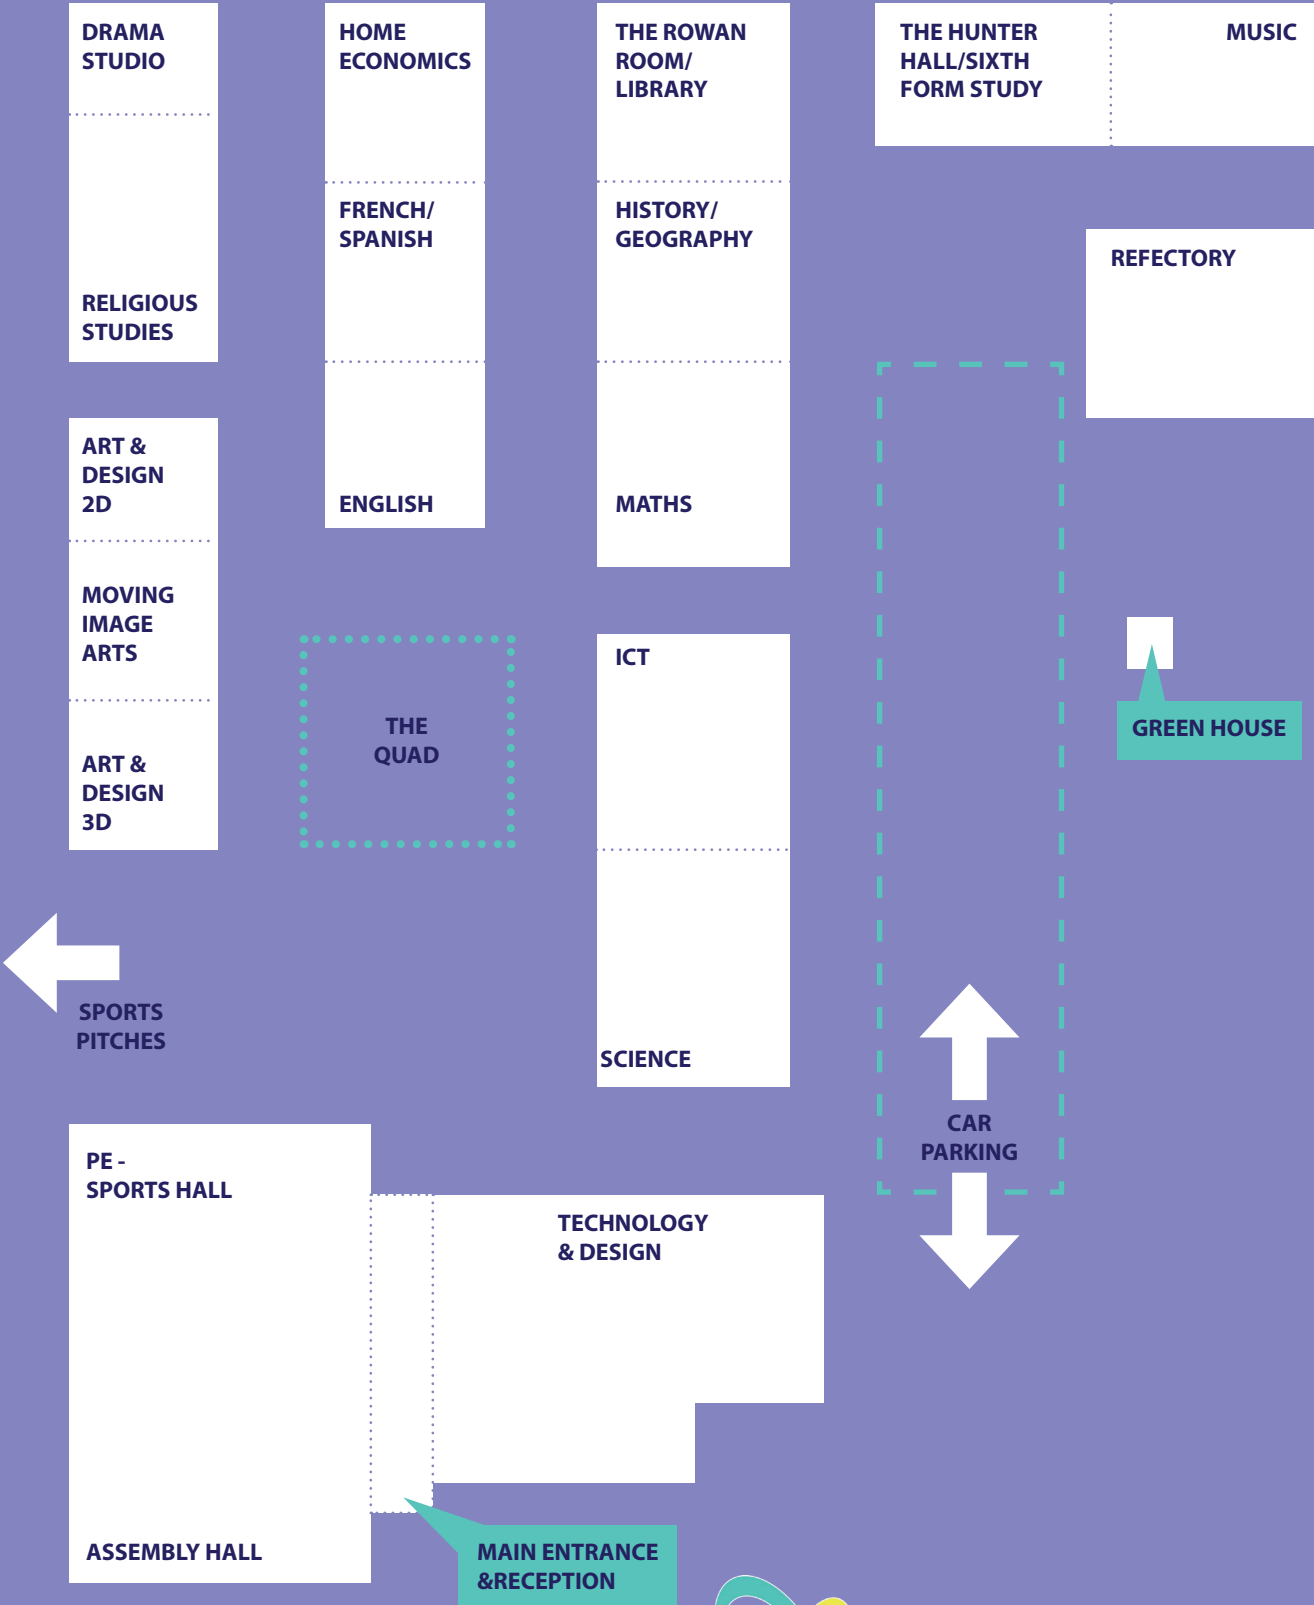 DRAMA
STUDIO
HOME
ECONOMICS
THE ROWAN
ROOM/
LIBRARY
THE HUNTER
HALL/SIXTH
FORM STUDY
MUSIC
FRENCH/
SPANISH
HISTORY/
GEOGRAPHY
REFECTORY
RELIGIOUS
STUDIES
ART &
DESIGN
2D
ENGLISH
MATHS
MOVING
IMAGE
ARTS
ICT
THE
QUAD
GREEN HOUSE
ART &
DESIGN
3D
SPORTS
PITCHES
SCIENCE
CAR
PARKING
PE -
SPORTS HALL
TECHNOLOGY
& DESIGN
ASSEMBLY HALL
MAIN ENTRANCE
&RECEPTION